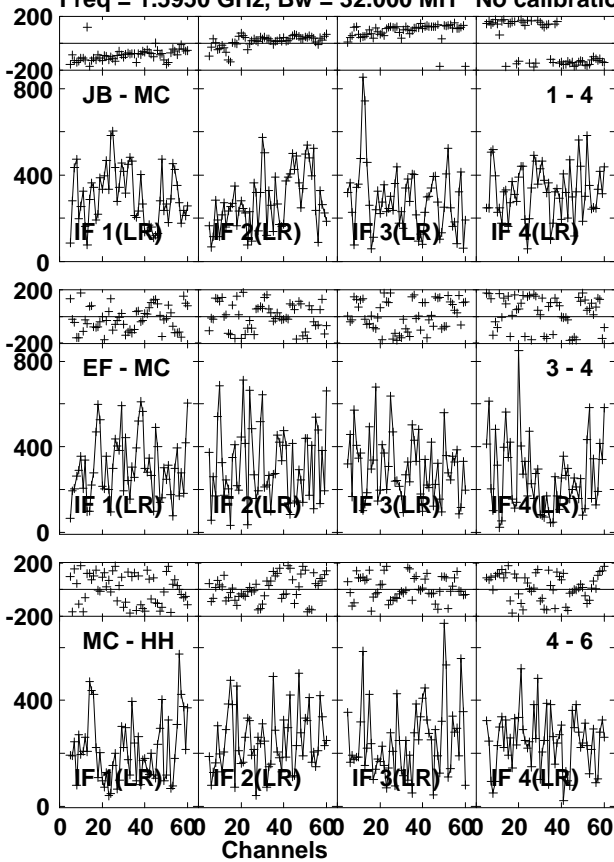 Freq = 1.5950 GHz, Bw = 32.000 MH No calibratio
200
-200
800
JB - MC
1 - 4
400
IF 1(LR)
IF 2(LR)
IF 3(LR)
IF 4(LR)
0
200
-200
800
EF - MC
3 - 4
400
IF 1(LR)
IF 2(LR)
IF 3(LR)
IF 4(LR)
0
200
-200
MC - HH
4 - 6
400
IF 1(LR)
IF 2(LR)
IF 3(LR)
IF 4(LR)
0
0 20 40 60 0 20 40 60 0 20 40 60 0 20 40 60
Channels